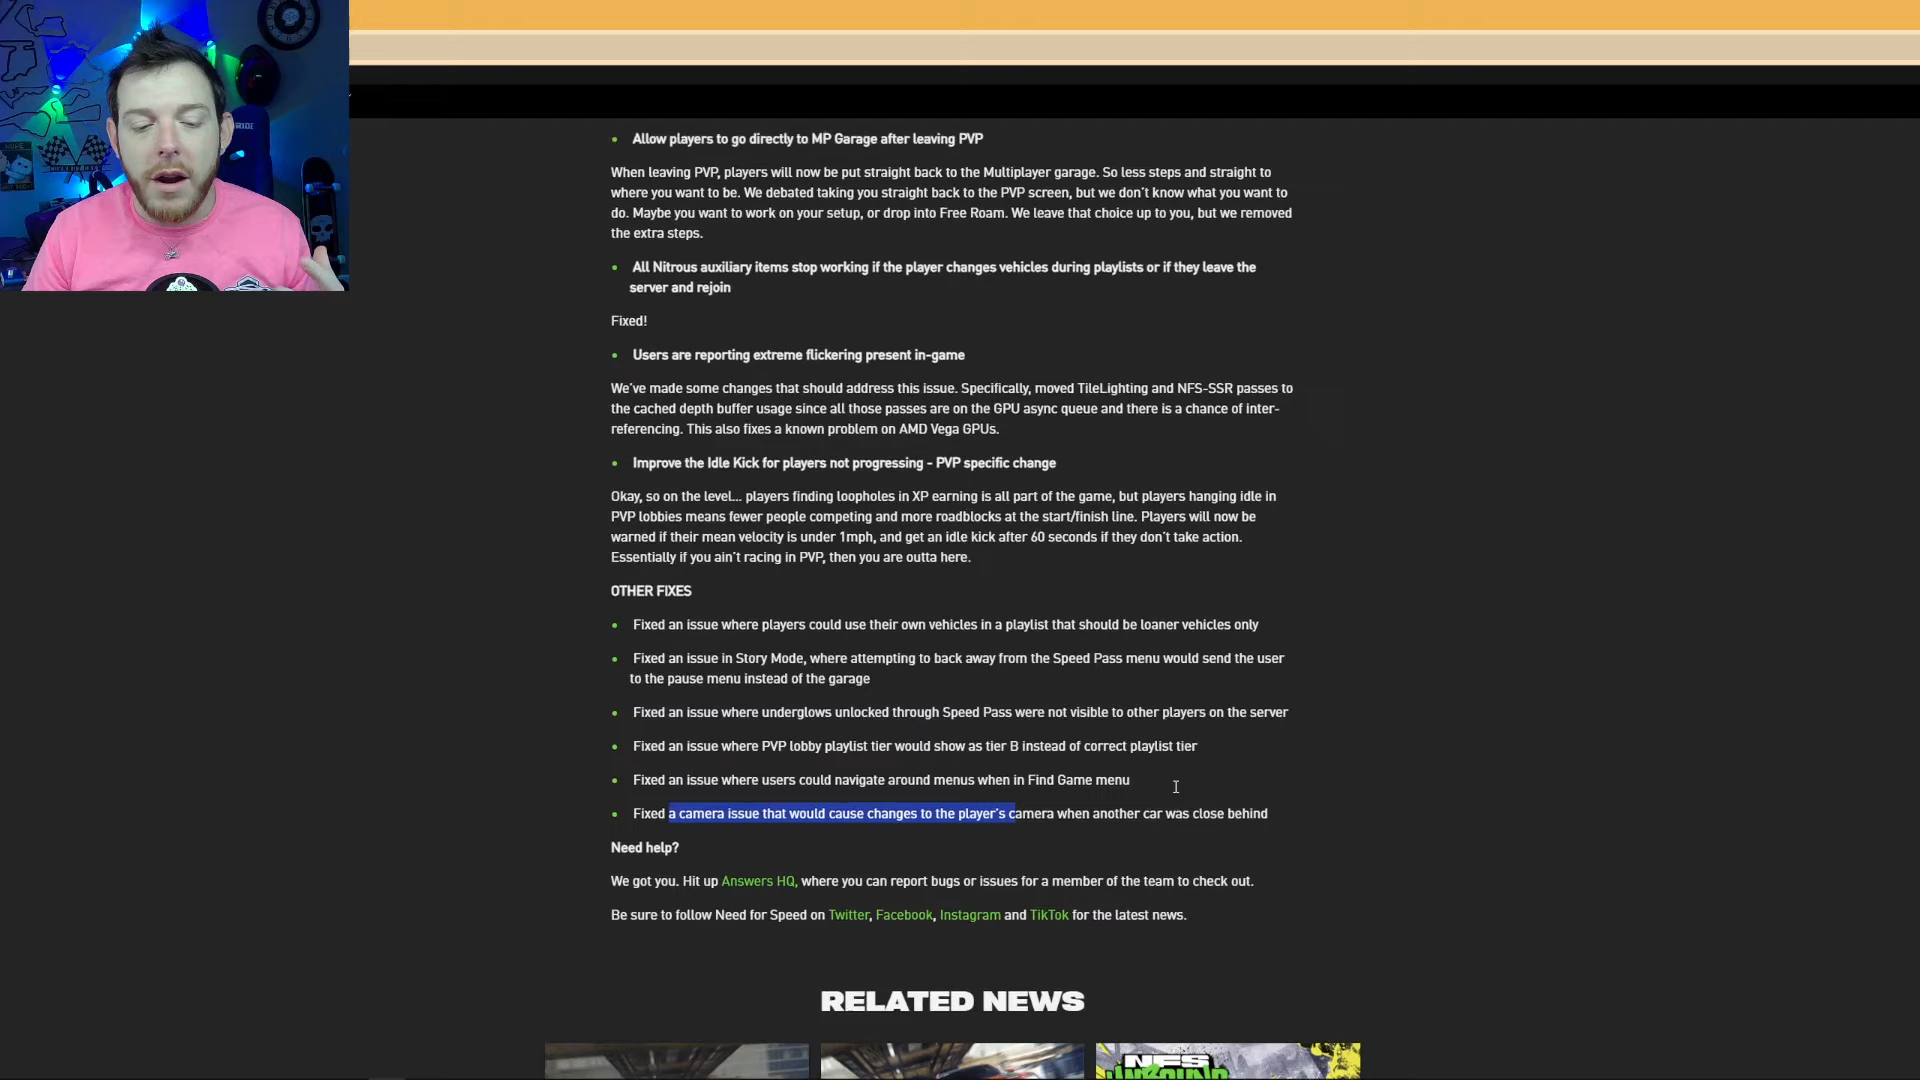 RIDE
Allow players to go directly to MP Garage after leaving PVP
When leaving PVP, players will now be put straight back to the Multiplayer garage. So less steps and straight to
where you want to be. We debated taking you straight back to the PVP screen, but we don't know what you want to
do. Maybe you want to work on your setup, or drop into Free Roam. We leave that choice up to you, but we removed
the extra steps.
All Nitrous auxiliary items stop working if the player changes vehicles during playlists or if they leave the
server and rejoin
Fixed!
Users are reporting extreme flickering present in-game
We've made some changes that should address this issue. Specifically, moved TileLighting and NFS-SSR passes to
the cached depth buffer usage since all those passes are on the GPU async queue and there is a chance of inter-
referencing. This also fixes a known problem on AMD Vega GPUs.
Improve the Idle Kick for players not progressing - PVP specific change
Okay, so on the level... players finding loopholes in XP earning is all part of the game, but players hanging idle in
PVP lobbies means fewer people competing and more roadblocks at the start/finish line. Players will now be
warned if their mean velocity is under 1mph, and get an idle kick after 60 seconds if they don't take action.
Essentially if you ain't racing in PVP, then you are outta here.
OTHER FIXES
Fixed an issue where players could use their own vehicles in a playlist that should be loaner vehicles only
Fixed an issue in Story Mode, where attempting to back away from the Speed Pass menu would send the user
to the pause menu instead of the garage
Fixed an issue where underglows unlocked through Speed Pass were not visible to other players on the server
Fixed an issue where PVP lobby playlist tier would show as tier B instead of correct playlist tier
Fixed an issue where users could navigate around menus when in Find Game menu
Fixed a camera issue that would cause changes to the player's camera when another car was close behind
Need help?
We got you. Hit up Answers HQ, where you can report bugs or issues for a member of the team to check out.
Be sure to follow Need for Speed on Twitter, Facebook, Instagram and TikTok for the latest news.
RELATED NEWS
NFS
UNBOUND